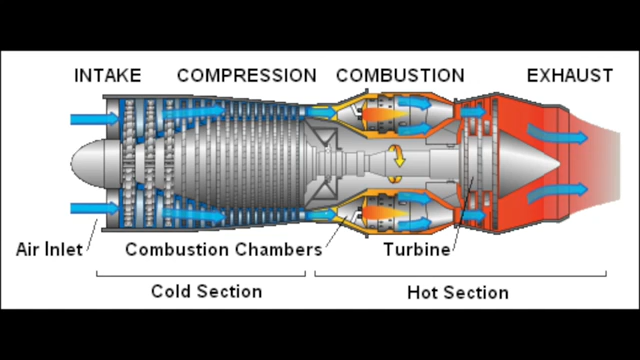 INTAKE COMPRESSION COMBUSTION EXHAUST
Air Inlet Combustion Chambers Turbine
Cold Section Hot Section